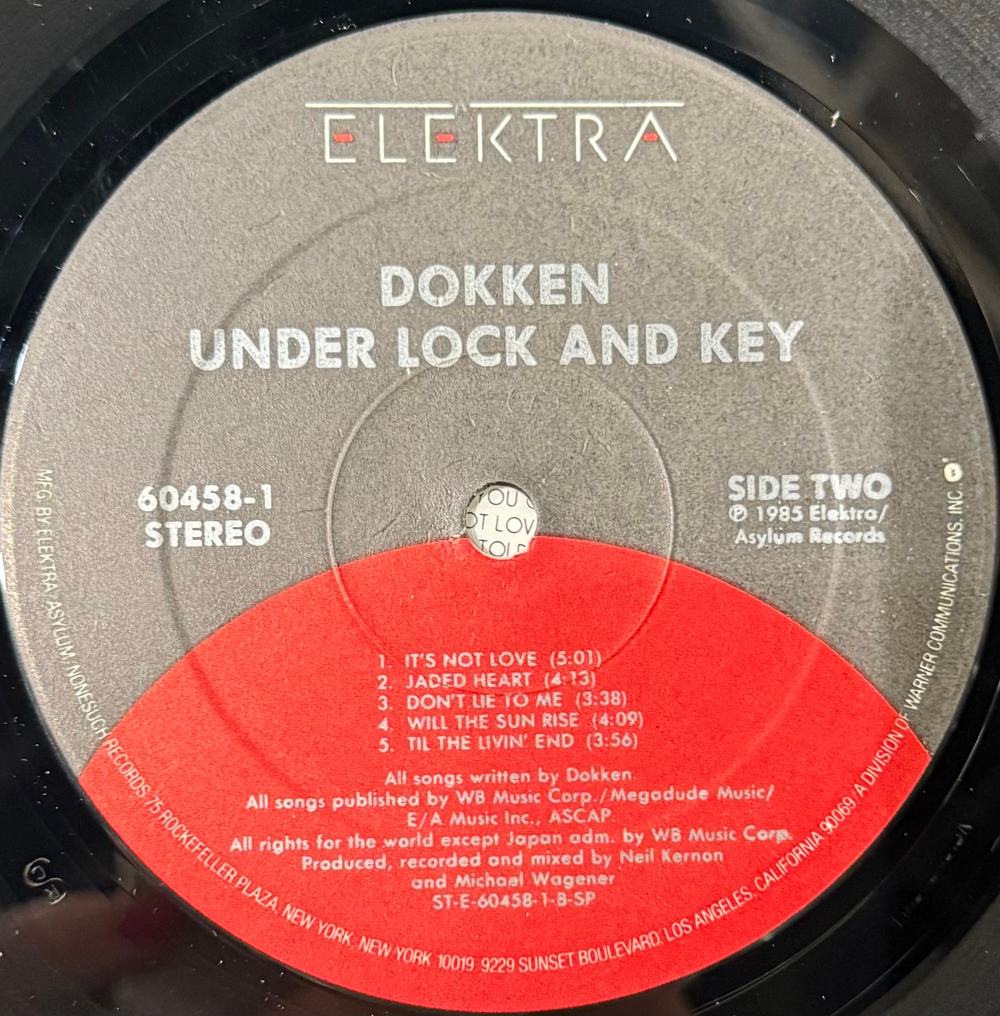 ELEKTRA
DOKKEN
UNDER LOCK AND KEY
60458-1
STEREO
SIDE TWO
℗ 1985 Elektra/
Asylum Records
YOU
OT LOV
TOL
1. IT'S NOT LOVE (5:01)
2. JADED HEART (4:13)
3. DON'T LIE TO ME (3:38)
4. WILL THE SUN RISE (4:09)
5. TIL THE LIVIN' END (3:56)
All songs written by Dokken.
All songs published by WB Music Corp./Megadude Music/
E/A Music Inc., ASCAP.
All rights for the world except Japan adm. by WB Music Corp.
Produced, recorded and mixed by Neil Kernon
and Michael Wagener
ST-E-60458-1-B-SP
MFG. BY ELEKTRA/ASYLUM/NONESUCH RECORDS 75 ROCKEFELLER PLAZA, NEW YORK, NEW YORK 10019 9229 SUNSET BOULEVARD, LOS ANGELES, CALIFORNIA 90069/A DIVISION OF WARNER COMMUNICATIONS, INC.